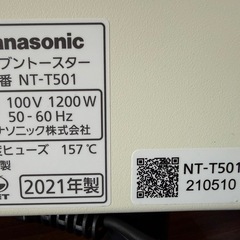 anasonic
ブントースター
番 NT-T501
100V 1200W
50-60 Hz
ナソニック株式会社
ヒューズ 157℃
製)
2021年製
NT-T501
210510